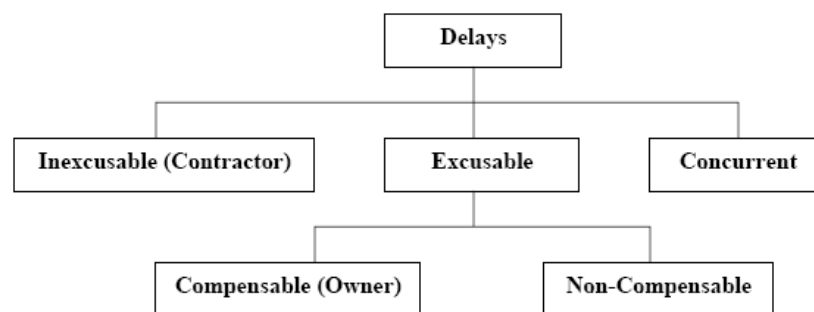 Delays
Inexcusable (Contractor)
Excusable
Concurrent
Compensable (Owner)
Non-Compensable